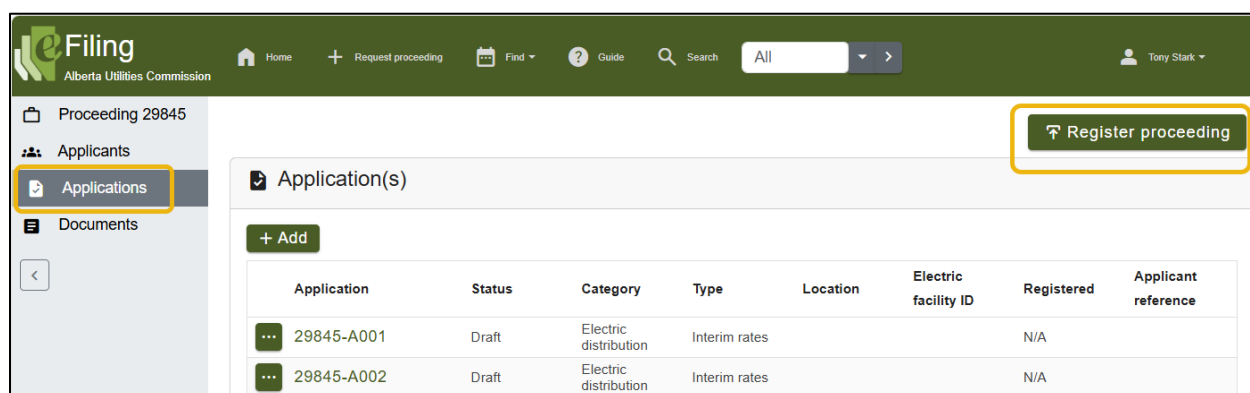 eFiling
Alberta Utilities Commission
Home
Request proceeding
Find
Guide
Search
All
Tony Stark
Proceeding 29845
Applicants
Applications
Documents
Register proceeding
Application(s)
+ Add
Application Status Category Type Location Electric facility ID Registered Applicant reference
29845-A001 Draft Electric distribution Interim rates N/A
29845-A002 Draft Electric distribution Interim rates N/A